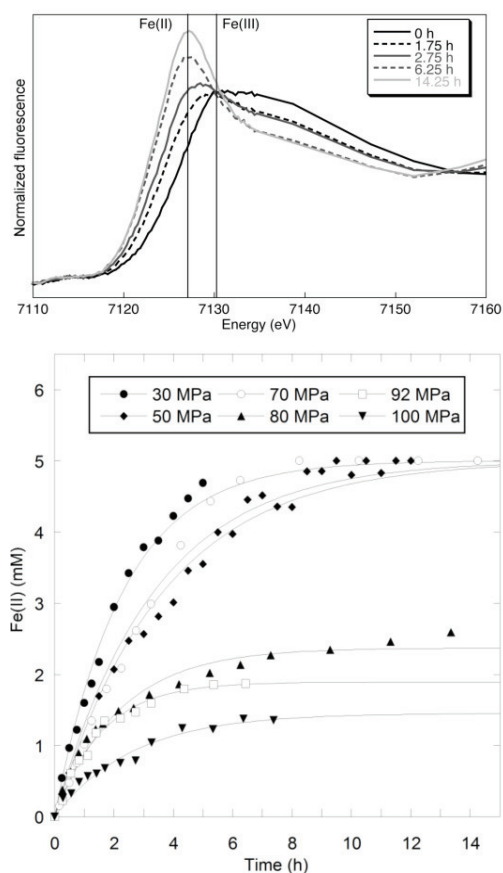 Fe(II) Fe(III)
0 h
1.75 h
2.75 h
6.25 h
14.25 h
Normalized fluorescence
7110 7120 7130 7140 7150 7160
Energy (eV)
30 MPa 70 MPa 92 MPa
50 MPa 80 MPa 100 MPa
6
5
4
3
2
1
0
Fe(II) (mM)
0 2 4 6 8 10 12 14
Time (h)